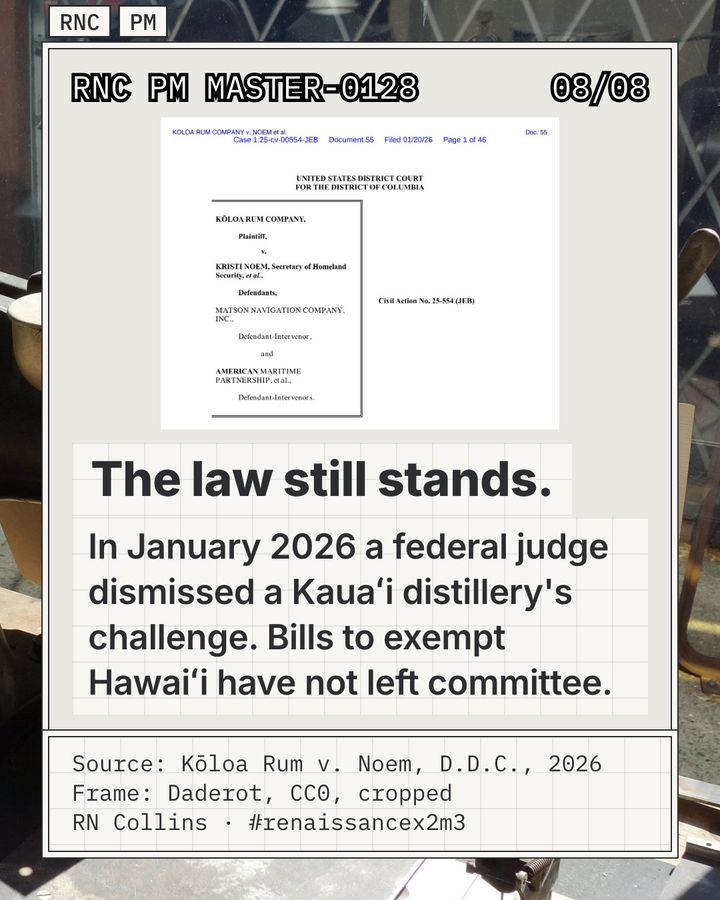 RNC PM
RNC PM MASTER-0128 08/08
KOLOA RUM COMPANY v. NOEM et al Doc. 55
Case 1:25-cv-00554-JEB Document 55 Filed 01/20/26 Page 1 of 46
UNITED STATES DISTRICT COURT
FOR THE DISTRICT OF COLUMBIA
KŌLOA RUM COMPANY,
Plaintiff,
v.
KRISTI NOEM, Secretary of Homeland
Security, et al.,
Defendants,
MATSON NAVIGATION COMPANY,
INC.,
Defendant-Intervenor,
and
AMERICAN MARITIME
PARTNERSHIP, et al.,
Defendant-Intervenors.
Civil Action No. 25-554 (JEB)
The law still stands.
In January 2026 a federal judge
dismissed a Kauaʻi distillery's
challenge. Bills to exempt
Hawaiʻi have not left committee.
Source: Kōloa Rum v. Noem, D.D.C., 2026
Frame: Daderot, CC0, cropped
RN Collins · #renaissancex2m3